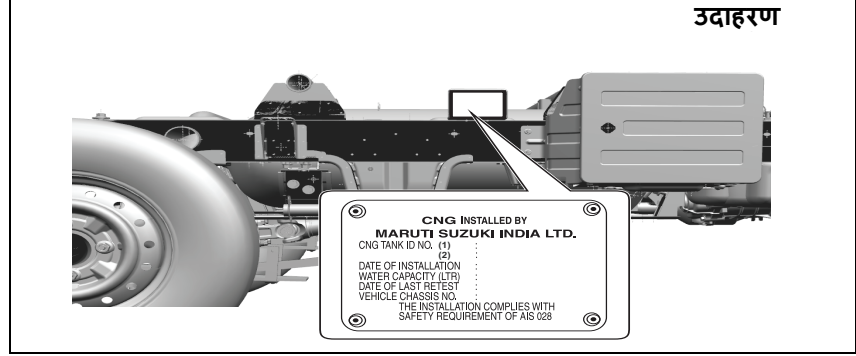 उदाहरण
CNG INSTALLED BY
MARUTI SUZUKI INDIA LTD.
CNG TANK ID NO. (1) :
(2) :
DATE OF INSTALLATION :
WATER CAPACITY (LTR) :
DATE OF LAST RETEST :
VEHICLE CHASSIS NO. :
THE INSTALLATION COMPLIES WITH
SAFETY REQUIREMENT OF AIS 028